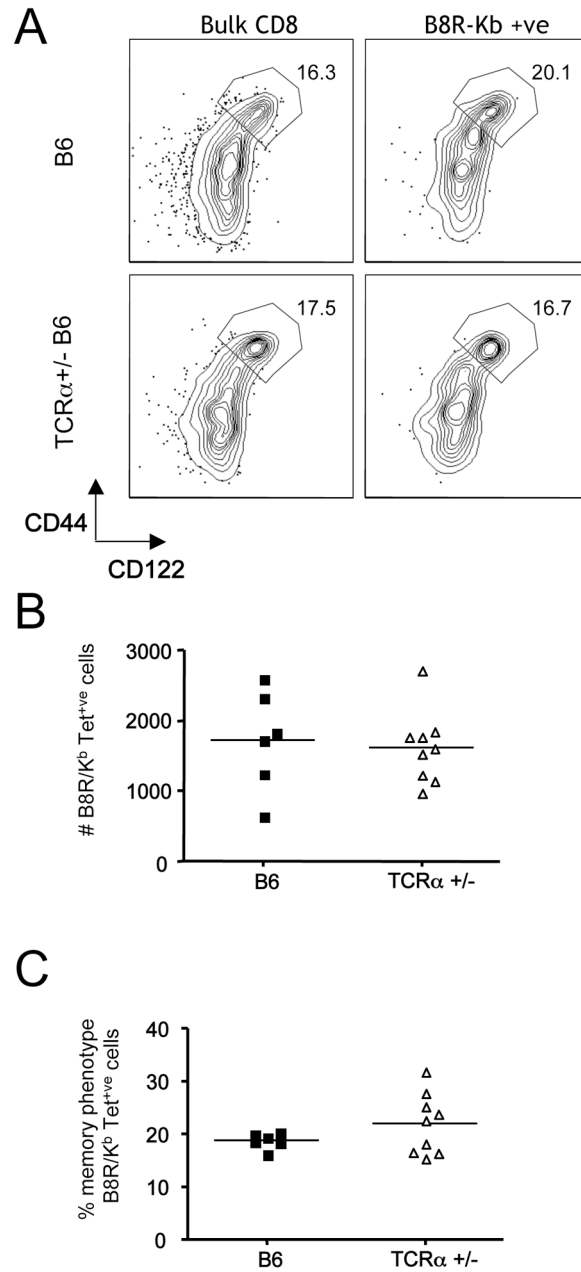 A
Bulk CD8
B8R-Kb +ve
B6
16.3
20.1
TCRα+/- B6
17.5
16.7
CD44
CD122
B
# B8R/Kᵇ Tet⁺ᵛᵉ cells
3000
2000
1000
0
B6
TCRα +/-
C
% memory phenotype
B8R/Kᵇ Tet⁺ᵛᵉ cells
40
30
20
10
0
B6
TCRα +/-